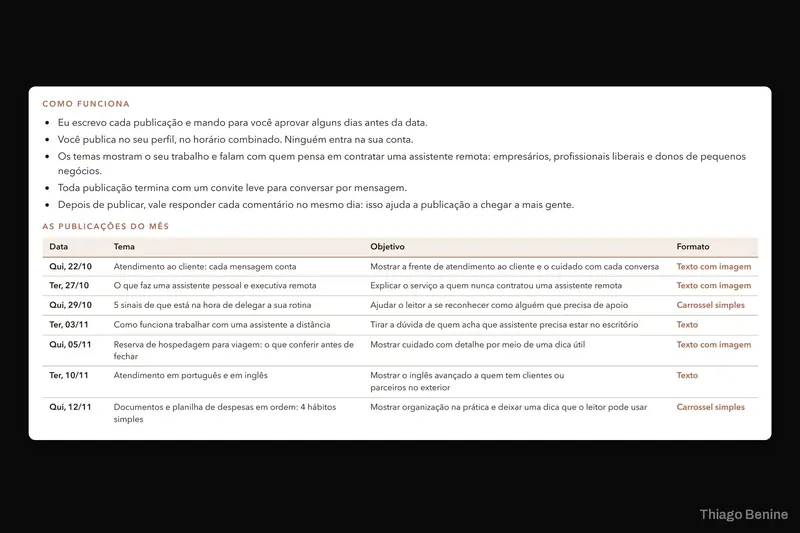 COMO FUNCIONA
• Eu escrevo cada publicação e mando para você aprovar alguns dias antes da data.
• Você publica no seu perfil, no horário combinado. Ninguém entra na sua conta.
• Os temas mostram o seu trabalho e falam com quem pensa em contratar uma assistente remota: empresários, profissionais liberais e donos de pequenos
negócios.
• Toda publicação termina com um convite leve para conversar por mensagem.
• Depois de publicar, vale responder cada comentário no mesmo dia: isso ajuda a publicação a chegar a mais gente.
AS PUBLICAÇÕES DO MÊS
Data Tema Objetivo Formato
Qui, 22/10 Atendimento ao cliente: cada mensagem conta Mostrar a frente de atendimento ao cliente e o cuidado com cada conversa Texto com imagem
Ter, 27/10 O que faz uma assistente pessoal e executiva remota Explicar o serviço a quem nunca contratou uma assistente remota Texto com imagem
Qui, 29/10 5 sinais de que está na hora de delegar a sua rotina Ajudar o leitor a se reconhecer como alguém que precisa de apoio Carrossel simples
Ter, 03/11 Como funciona trabalhar com uma assistente a distância Tirar a dúvida de quem acha que assistente precisa estar no escritório Texto
Qui, 05/11 Reserva de hospedagem para viagem: o que conferir antes de Mostrar cuidado com detalhe por meio de uma dica útil Texto com imagem
fechar
Ter, 10/11 Atendimento em português e em inglês Mostrar o inglês avançado a quem tem clientes ou Texto
parceiros no exterior
Qui, 12/11 Documentos e planilha de despesas em ordem: 4 hábitos Mostrar organização na prática e deixar uma dica que o leitor pode usar Carrossel simples
simples
Thiago Benine